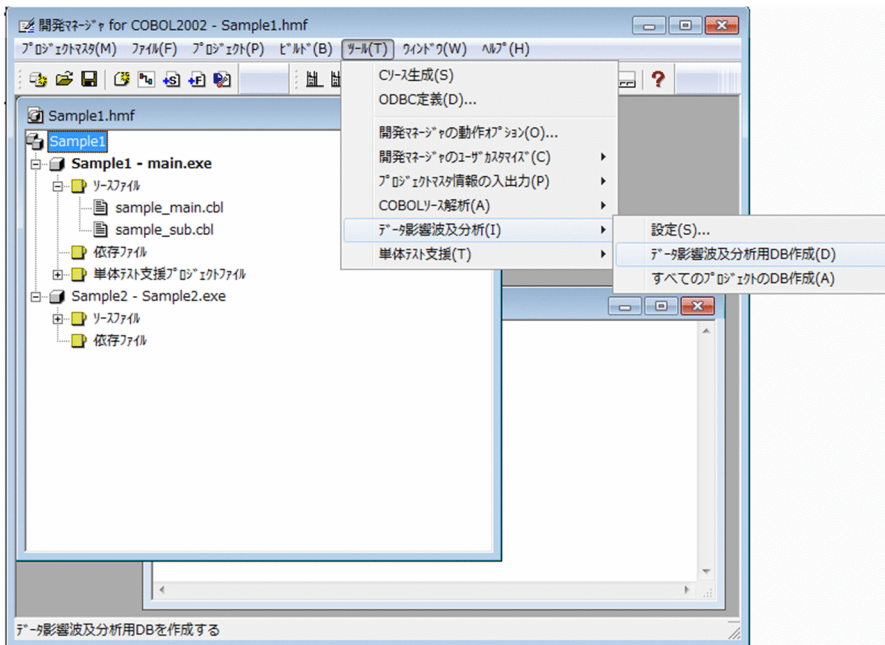 開発ﾏﾈｰｼﾞｬ for COBOL2002 - Sample1.hmf
ﾌﾟﾛｼﾞｪｸﾄﾏｽﾀ(M) ﾌｧｲﾙ(F) ﾌﾟﾛｼﾞｪｸﾄ(P) ﾋﾞﾙﾄﾞ(B) ﾂｰﾙ(T) ｳｨﾝﾄﾞｳ(W) ﾍﾙﾌﾟ(H)
Cｿｰｽ生成(S)
ODBC定義(D)...
開発ﾏﾈｰｼﾞｬの動作ｵﾌﾟｼｮﾝ(O)...
開発ﾏﾈｰｼﾞｬのﾕｰｻﾞｶｽﾀﾏｲｽﾞ(C)
ﾌﾟﾛｼﾞｪｸﾄﾏｽﾀ情報の入出力(P)
COBOLｿｰｽ解析(A)
ﾃﾞｰﾀ影響波及分析(I)
単体ﾃｽﾄ支援(T)
設定(S)...
ﾃﾞｰﾀ影響波及分析用DB作成(D)
すべてのﾌﾟﾛｼﾞｪｸﾄのDB作成(A)
Sample1.hmf
Sample1
Sample1 - main.exe
ｿｰｽﾌｧｲﾙ
sample_main.cbl
sample_sub.cbl
依存ﾌｧｲﾙ
単体ﾃｽﾄ支援ﾌﾟﾛｼﾞｪｸﾄﾌｧｲﾙ
Sample2 - Sample2.exe
ｿｰｽﾌｧｲﾙ
依存ﾌｧｲﾙ
ﾃﾞｰﾀ影響波及分析用DBを作成する